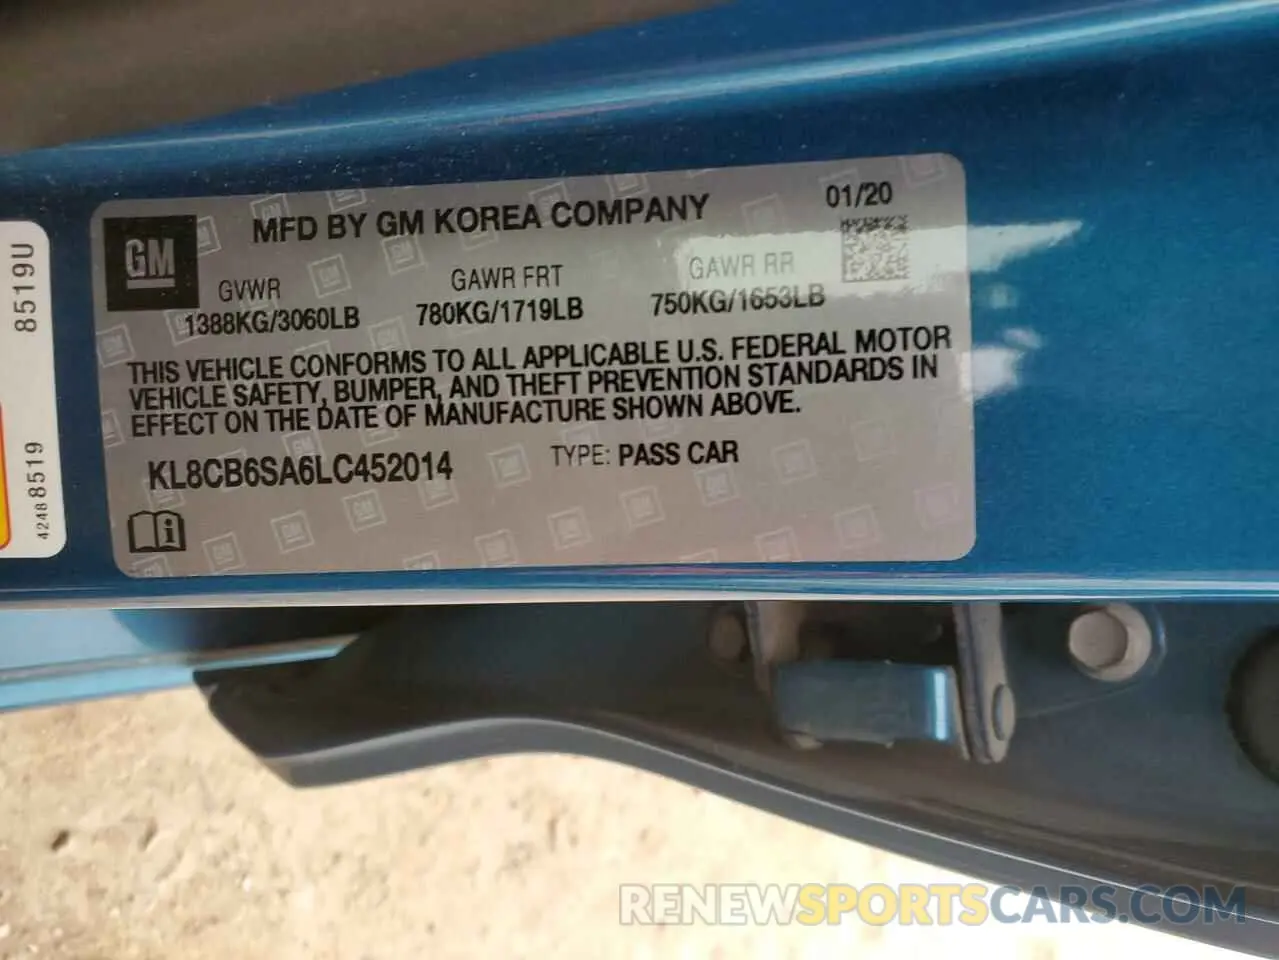 MFD BY GM KOREA COMPANY 01/20
GM
GVWR GAWR FRT GAWR RR
1388KG/3060LB 780KG/1719LB 750KG/1653LB
THIS VEHICLE CONFORMS TO ALL APPLICABLE U.S. FEDERAL MOTOR
VEHICLE SAFETY, BUMPER, AND THEFT PREVENTION STANDARDS IN
EFFECT ON THE DATE OF MANUFACTURE SHOWN ABOVE.
KL8CB6SA6LC452014 TYPE: PASS CAR
8519U
42488519
RENEWSPORTSCARS.COM